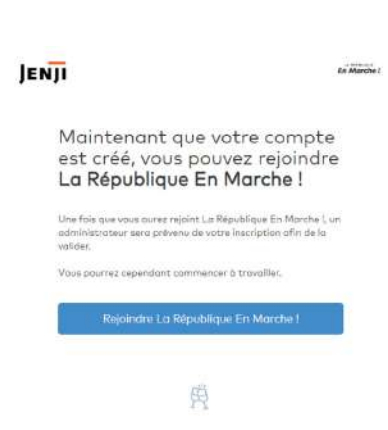 JENJI
LA RÉPUBLIQUE
En Marche !
Maintenant que votre compte
est créé, vous pouvez rejoindre
La République En Marche !
Une fois que vous aurez rejoint La République En Marche !, un
administrateur sera prévenu de votre inscription afin de la
valider.
Vous pourrez cependant commencer à travailler.
Rejoindre La République En Marche !